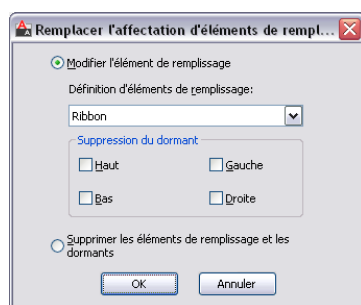 Remplacer l'affectation d'éléments de rempl...
Modifier l'élément de remplissage
Définition d'éléments de remplissage:
Ribbon
Suppression du dormant
Haut
Gauche
Bas
Droite
Supprimer les éléments de remplissage et les
dormants
OK
Annuler